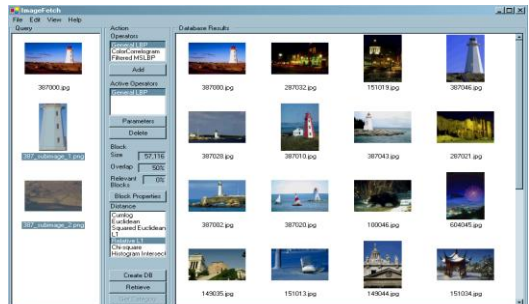 ImageFetch
File Edit View Help
Query
387000.jpg
387_subimage_1.png
387_subimage_2.png
Action
Operators
General LBP
ColorCorrelogram
Filtered MSLBP
Add
Active Operators
General LBP
Parameters
Delete
Block
Size 57,116
Overlap 50%
Relevant Blocks 0%
Block Properties
Distance
Cumlog
Euclidean
Squared Euclidean
L1
Relative L1
Chi-square
Histogram Intersect
Create DB
Retrieve
Database Results
387000.jpg 287032.jpg 151019.jpg 387046.jpg
387028.jpg 387010.jpg 387043.jpg 287021.jpg
387002.jpg 387020.jpg 100046.jpg 604045.jpg
149035.jpg 151013.jpg 149044.jpg 151034.jpg